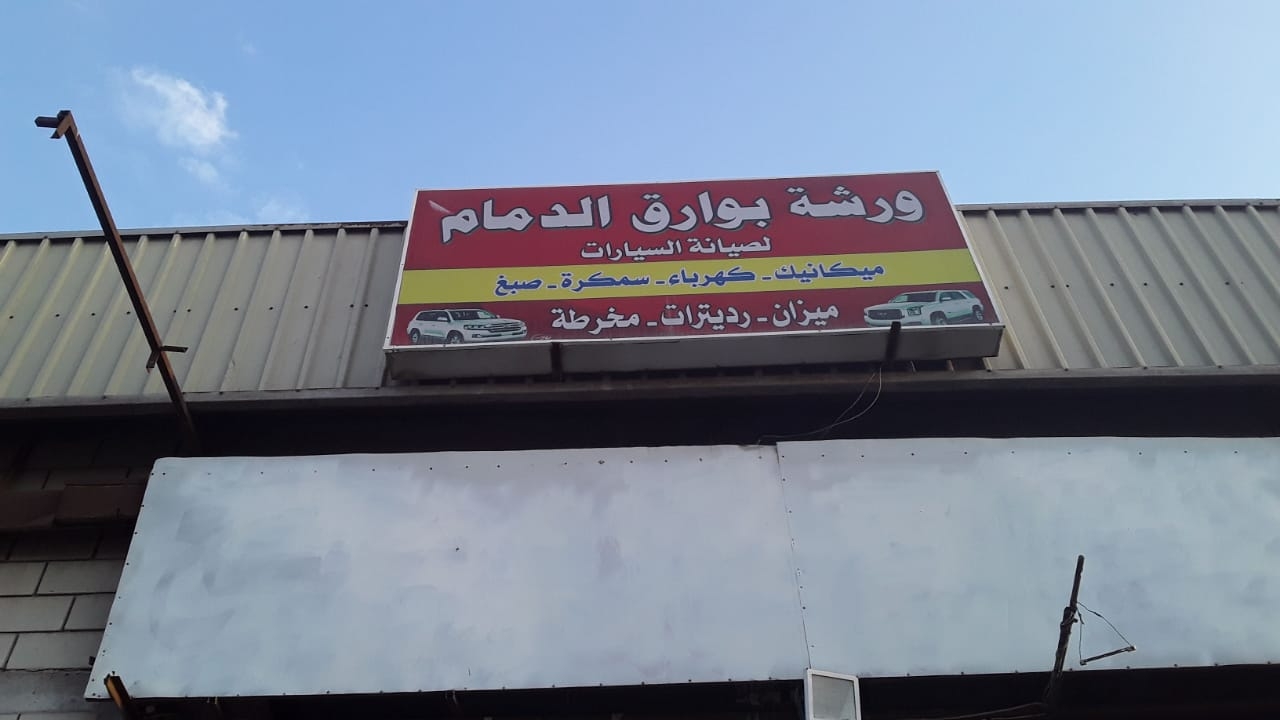 ورشة بوارق الدمام
لصيانة السيارات
ميكانيك - كهرباء - سمكرة - صبغ
ميزان - رديترات - مخرطة